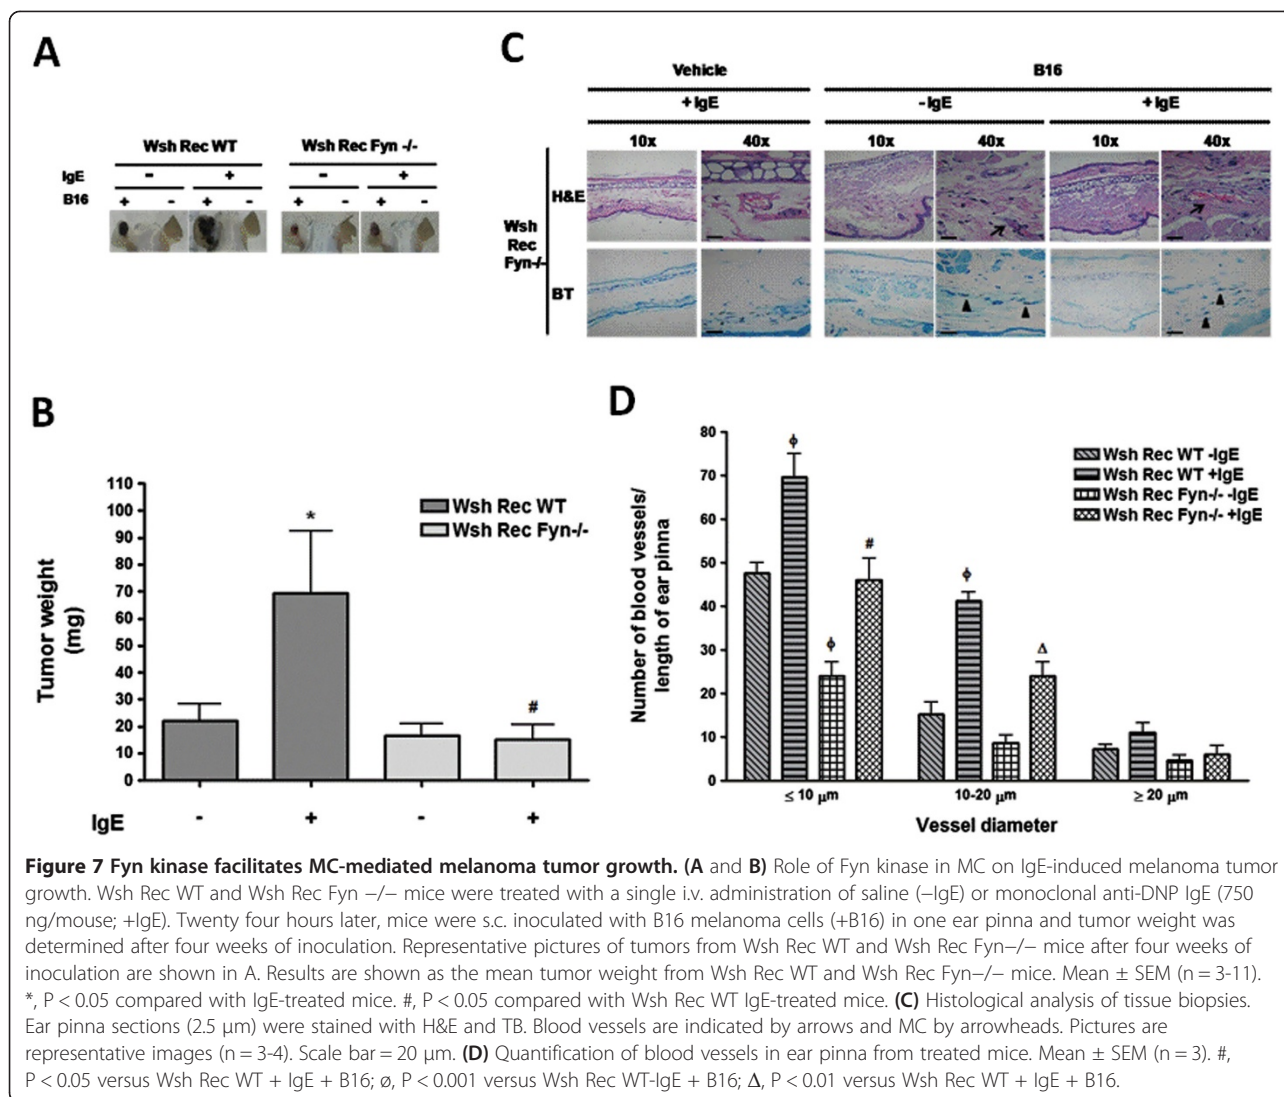 A
Wsh Rec WT Wsh Rec Fyn -/-
IgE - + - +
B16 + - + - + - + -
C
Vehicle B16
+ IgE - IgE + IgE
10x 40x 10x 40x 10x 40x
H&E
Wsh
Rec
Fyn-/-
BT
B
Tumor weight
(mg)
110
100
90
80
70
60
50
40
30
20
10
0
*
#
Wsh Rec WT
Wsh Rec Fyn-/-
IgE - + - +
D
Number of blood vessels/
length of ear pinna
80
70
60
50
40
30
20
10
0
ϕ
ϕ
#
ϕ
Δ
Wsh Rec WT -IgE
Wsh Rec WT +IgE
Wsh Rec Fyn-/- -IgE
Wsh Rec Fyn-/- +IgE
≤ 10 µm 10-20 µm ≥ 20 µm
Vessel diameter
Figure 7 Fyn kinase facilitates MC-mediated melanoma tumor growth. (A and B) Role of Fyn kinase in MC on IgE-induced melanoma tumor
growth. Wsh Rec WT and Wsh Rec Fyn −/− mice were treated with a single i.v. administration of saline (−IgE) or monoclonal anti-DNP IgE (750
ng/mouse; +IgE). Twenty four hours later, mice were s.c. inoculated with B16 melanoma cells (+B16) in one ear pinna and tumor weight was
determined after four weeks of inoculation. Representative pictures of tumors from Wsh Rec WT and Wsh Rec Fyn−/− mice after four weeks of
inoculation are shown in A. Results are shown as the mean tumor weight from Wsh Rec WT and Wsh Rec Fyn−/− mice. Mean ± SEM (n = 3-11).
*, P < 0.05 compared with IgE-treated mice. #, P < 0.05 compared with Wsh Rec WT IgE-treated mice. (C) Histological analysis of tissue biopsies.
Ear pinna sections (2.5 µm) were stained with H&E and TB. Blood vessels are indicated by arrows and MC by arrowheads. Pictures are
representative images (n = 3-4). Scale bar = 20 µm. (D) Quantification of blood vessels in ear pinna from treated mice. Mean ± SEM (n = 3). #,
P < 0.05 versus Wsh Rec WT + IgE + B16; ø, P < 0.001 versus Wsh Rec WT-IgE + B16; Δ, P < 0.01 versus Wsh Rec WT + IgE + B16.